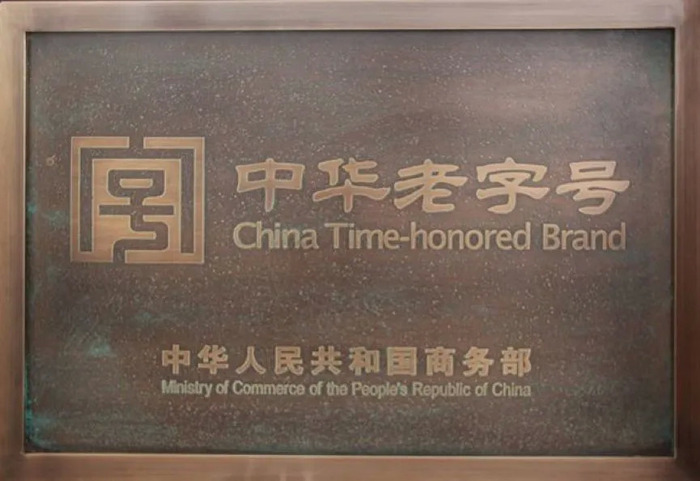 中华老字号
China Time-honored Brand
中华人民共和国商务部
Ministry of Commerce of the People's Republic of China